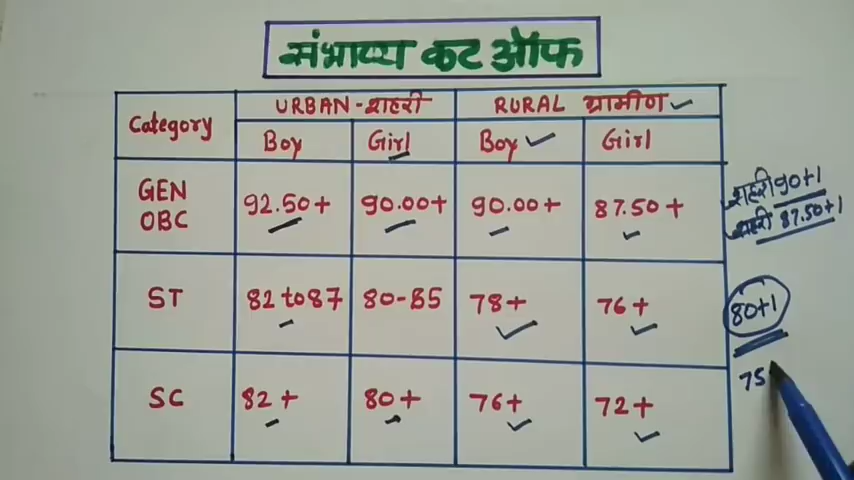 संभाव्य कट ऑफ
Category
URBAN-शहरी
RURAL ग्रामीण
Boy
Girl
Boy
Girl
GEN
OBC
92.50+
90.00+
90.00+
87.50+
ST
82 to 87
80-85
78+
76+
SC
82+
80+
76+
72+
शहरी 90+1
शहरी 87.50+1
80+1
75